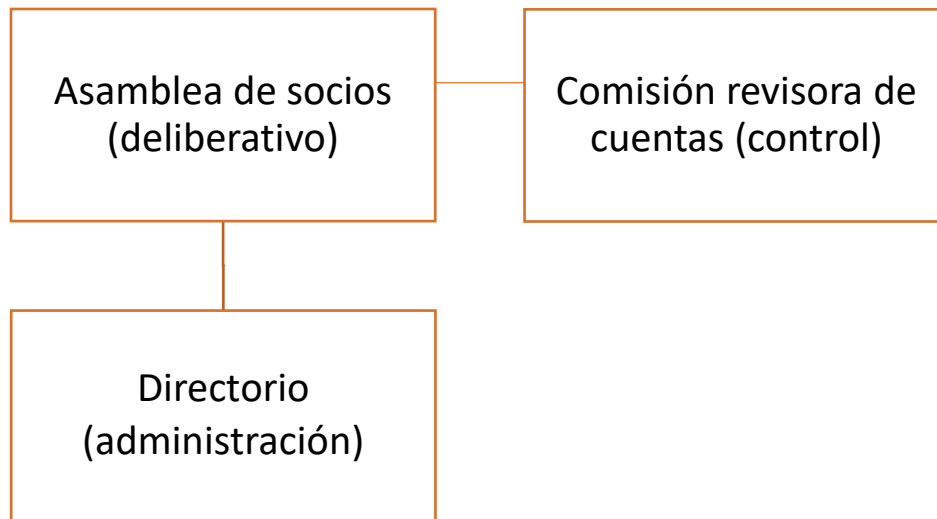 Asamblea de socios
(deliberativo)
Comisión revisora de
cuentas (control)
Directorio
(administración)